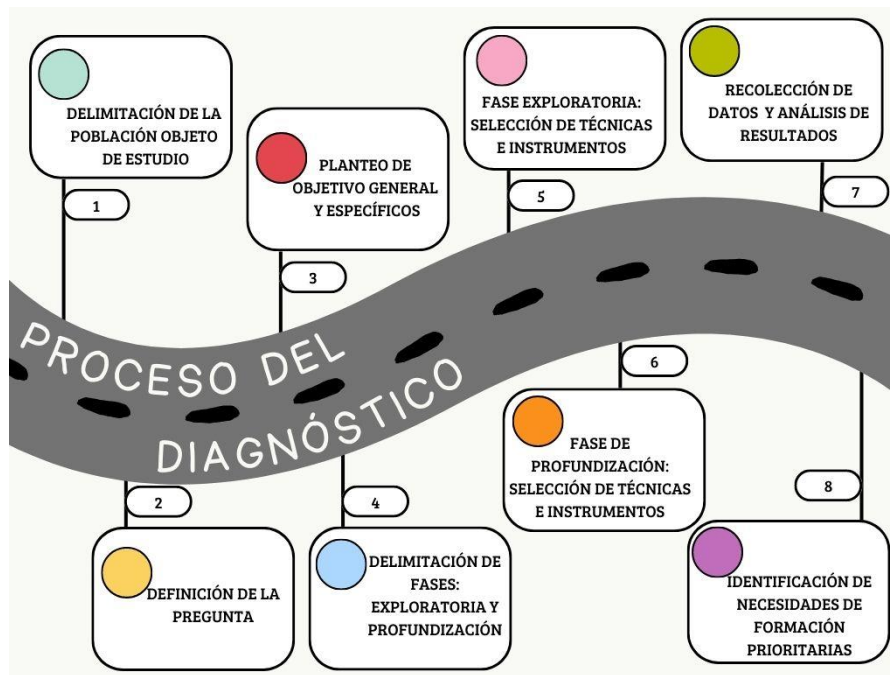 DELIMITACIÓN DE LA
POBLACIÓN OBJETO
DE ESTUDIO
1
DEFINICIÓN DE LA
PREGUNTA
2
PLANTEO DE
OBJETIVO GENERAL
Y ESPECÍFICOS
3
DELIMITACIÓN DE
FASES:
EXPLORATORIA Y
PROFUNDIZACIÓN
4
FASE EXPLORATORIA:
SELECCIÓN DE TÉCNICAS
E INSTRUMENTOS
5
FASE DE
PROFUNDIZACIÓN:
SELECCIÓN DE TÉCNICAS
E INSTRUMENTOS
6
RECOLECCIÓN DE
DATOS Y ANÁLISIS DE
RESULTADOS
7
IDENTIFICACIÓN DE
NECESIDADES DE
FORMACIÓN
PRIORITARIAS
8
PROCESO DEL
DIAGNÓSTICO